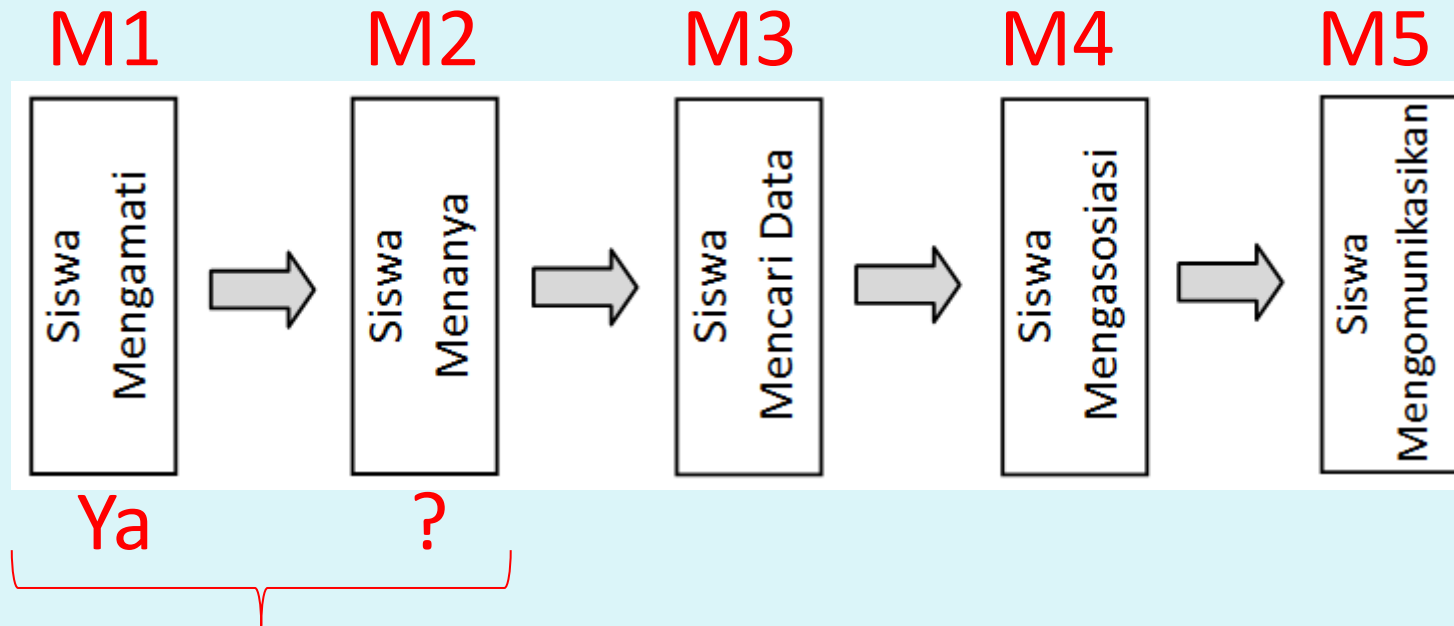 M1 M2 M3 M4 M5
Siswa
Mengamati
Siswa
Menanya
Siswa
Mencari Data
Siswa
Mengasosiasi
Siswa
Mengomunikasikan
Ya ?